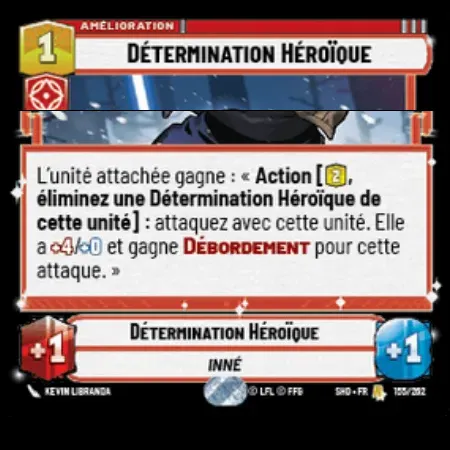 AMÉLIORATION
1
DÉTERMINATION HÉROÏQUE
L'unité attachée gagne : « Action [2,
éliminez une Détermination Héroïque de
cette unité] : attaquez avec cette unité. Elle
a +4/+0 et gagne DÉBORDEMENT pour cette
attaque. »
+1
DÉTERMINATION HÉROÏQUE
+1
INNÉ
KEVIN LIBRANDA
© LFL © FFG
SHD • FR
155/262